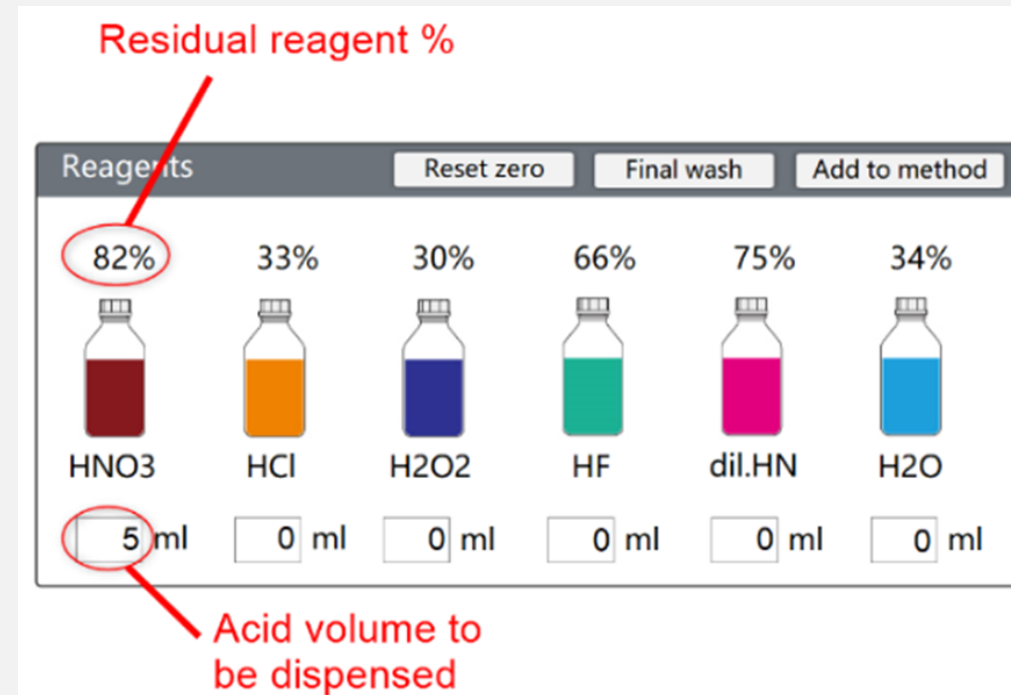 Residual reagent %
Reagents Reset zero Final wash Add to method
82% 33% 30% 66% 75% 34%
HNO3 HCl H2O2 HF dil.HN H2O
5 ml 0 ml 0 ml 0 ml 0 ml 0 ml
Acid volume to
be dispensed